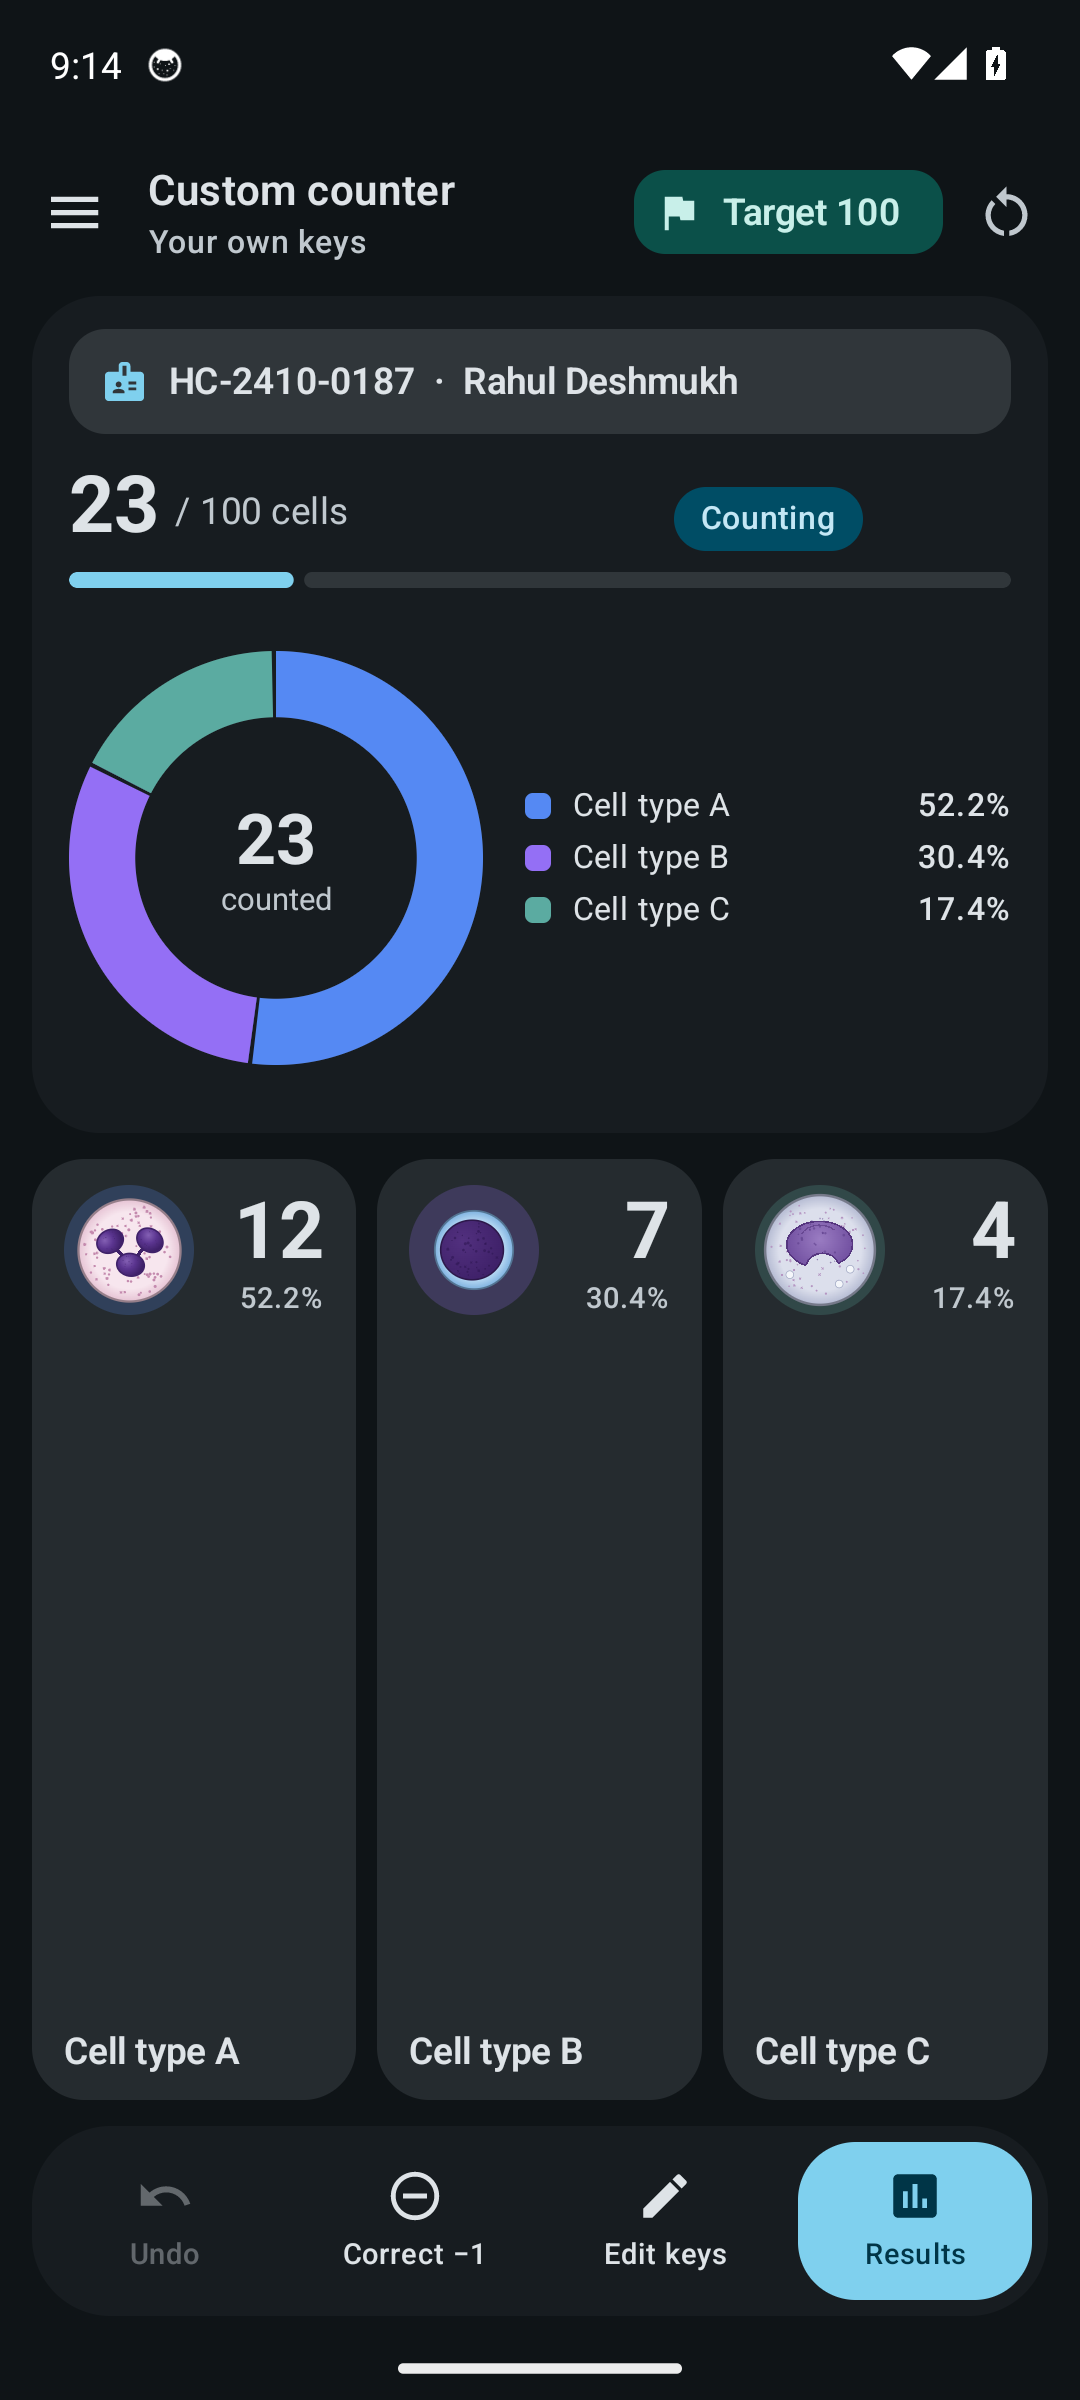 9:14
Custom counter
Your own keys
Target 100
HC-2410-0187 · Rahul Deshmukh
23 / 100 cells
Counting
23
counted
Cell type A 52.2%
Cell type B 30.4%
Cell type C 17.4%
12
52.2%
7
30.4%
4
17.4%
Cell type A
Cell type B
Cell type C
Undo
Correct −1
Edit keys
Results